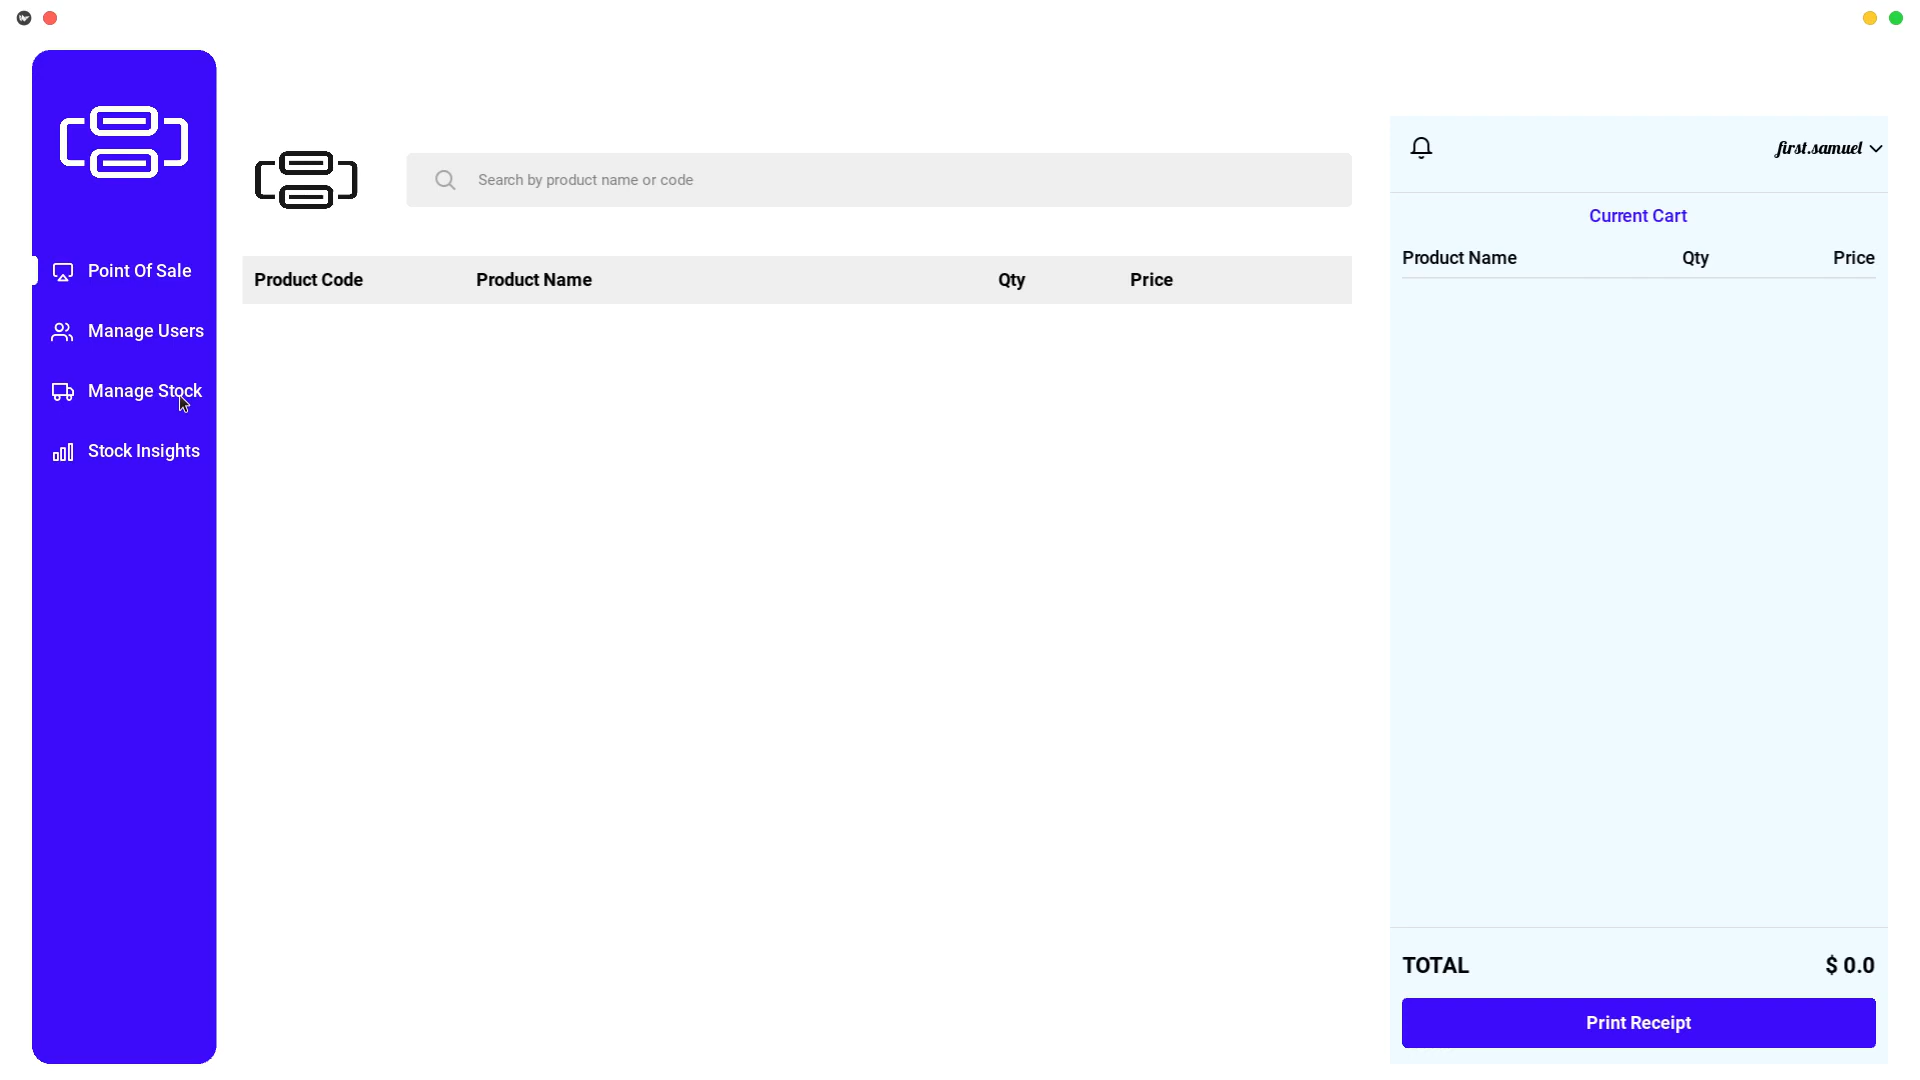 Point Of Sale
Manage Users
Manage Stock
Stock Insights
Search by product name or code
Product Code Product Name Qty Price
first.samuel
Current Cart
Product Name Qty Price
TOTAL $ 0.0
Print Receipt